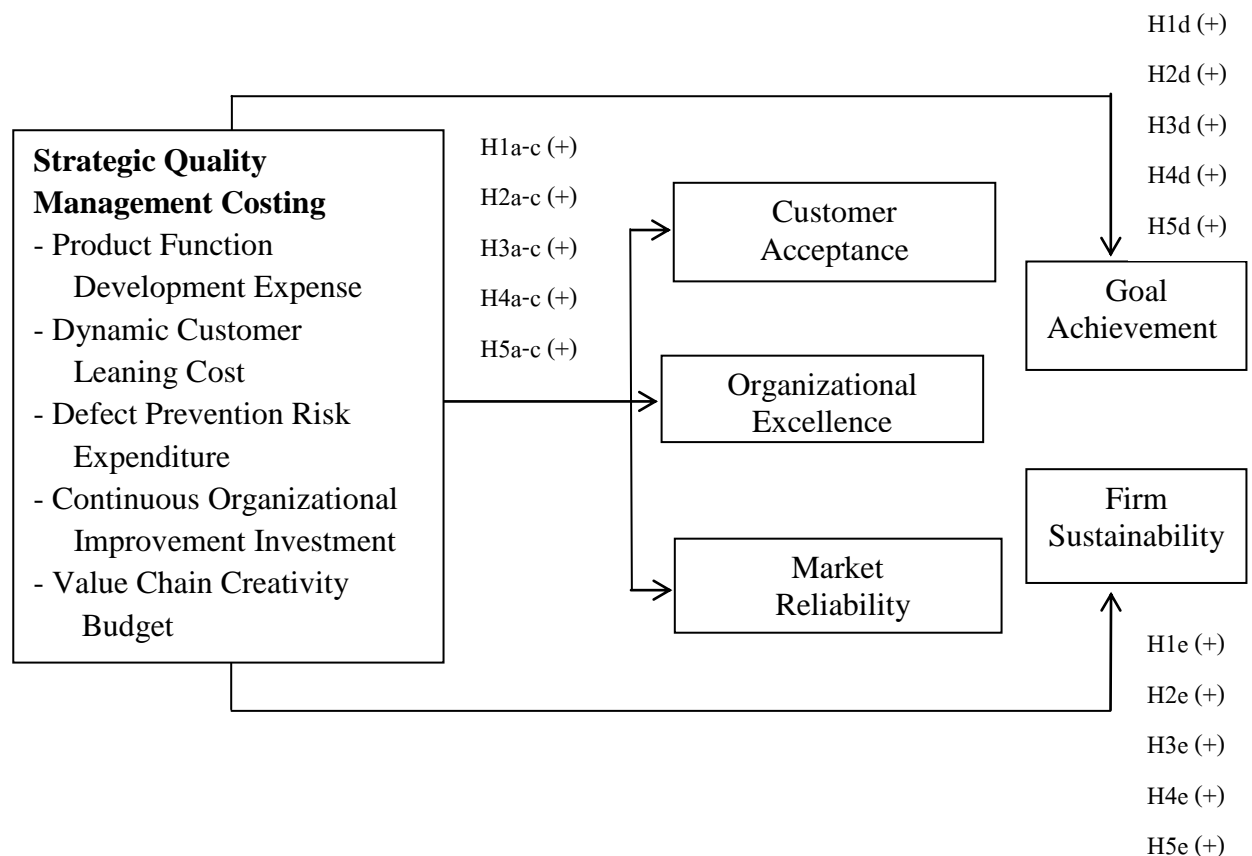 H1d (+)
H2d (+)
H3d (+)
H4d (+)
H5d (+)
Strategic Quality
Management Costing
- Product Function
Development Expense
- Dynamic Customer
Leaning Cost
- Defect Prevention Risk
Expenditure
- Continuous Organizational
Improvement Investment
- Value Chain Creativity
Budget
H1a-c (+)
H2a-c (+)
H3a-c (+)
H4a-c (+)
H5a-c (+)
Customer
Acceptance
Organizational
Excellence
Market
Reliability
Goal
Achievement
Firm
Sustainability
H1e (+)
H2e (+)
H3e (+)
H4e (+)
H5e (+)